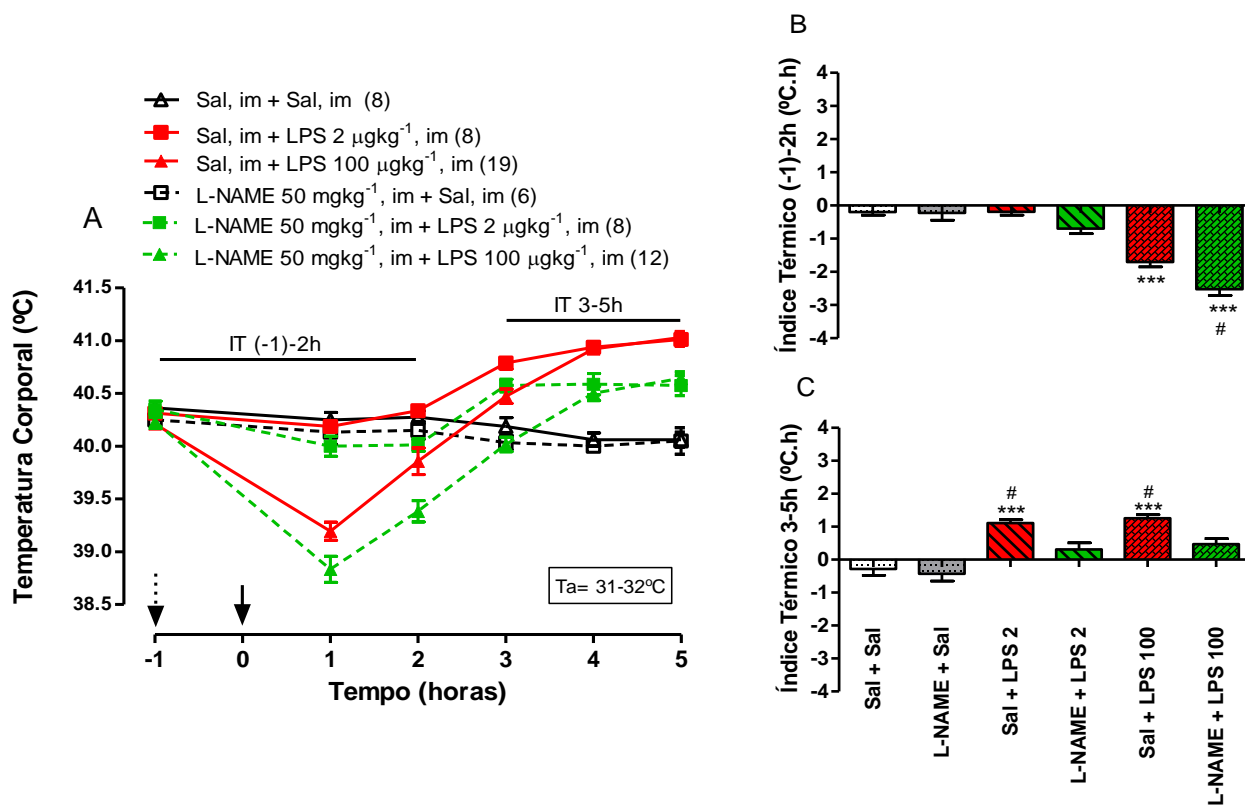 Sal, im + Sal, im (8)
Sal, im + LPS 2 µgkg⁻¹, im (8)
Sal, im + LPS 100 µgkg⁻¹, im (19)
L-NAME 50 mgkg⁻¹, im + Sal, im (6)
L-NAME 50 mgkg⁻¹, im + LPS 2 µgkg⁻¹, im (8)
L-NAME 50 mgkg⁻¹, im + LPS 100 µgkg⁻¹, im (12)
A
Temperatura Corporal (ºC)
41.5
41.0
40.5
40.0
39.5
39.0
38.5
IT (-1)-2h
IT 3-5h
Ta= 31-32ºC
-1 0 1 2 3 4 5
Tempo (horas)
B
Índice Térmico (-1)-2h (ºC.h)
4
3
2
1
0
-1
-2
-3
-4
***
***
#
C
Índice Térmico 3-5h (ºC.h)
4
3
2
1
0
-1
-2
-3
-4
#
***
#
***
Sal + Sal
L-NAME + Sal
Sal + LPS 2
L-NAME + LPS 2
Sal + LPS 100
L-NAME + LPS 100